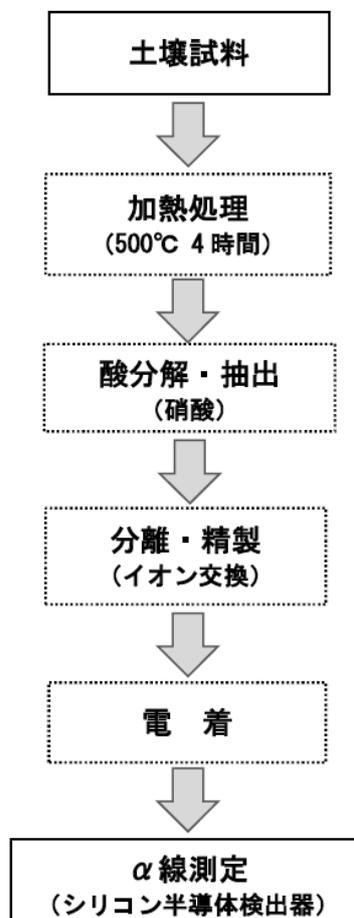 土壌試料
加熱処理
（500℃ 4時間）
酸分解・抽出
（硝酸）
分離・精製
（イオン交換）
電　着
α線測定
（シリコン半導体検出器）